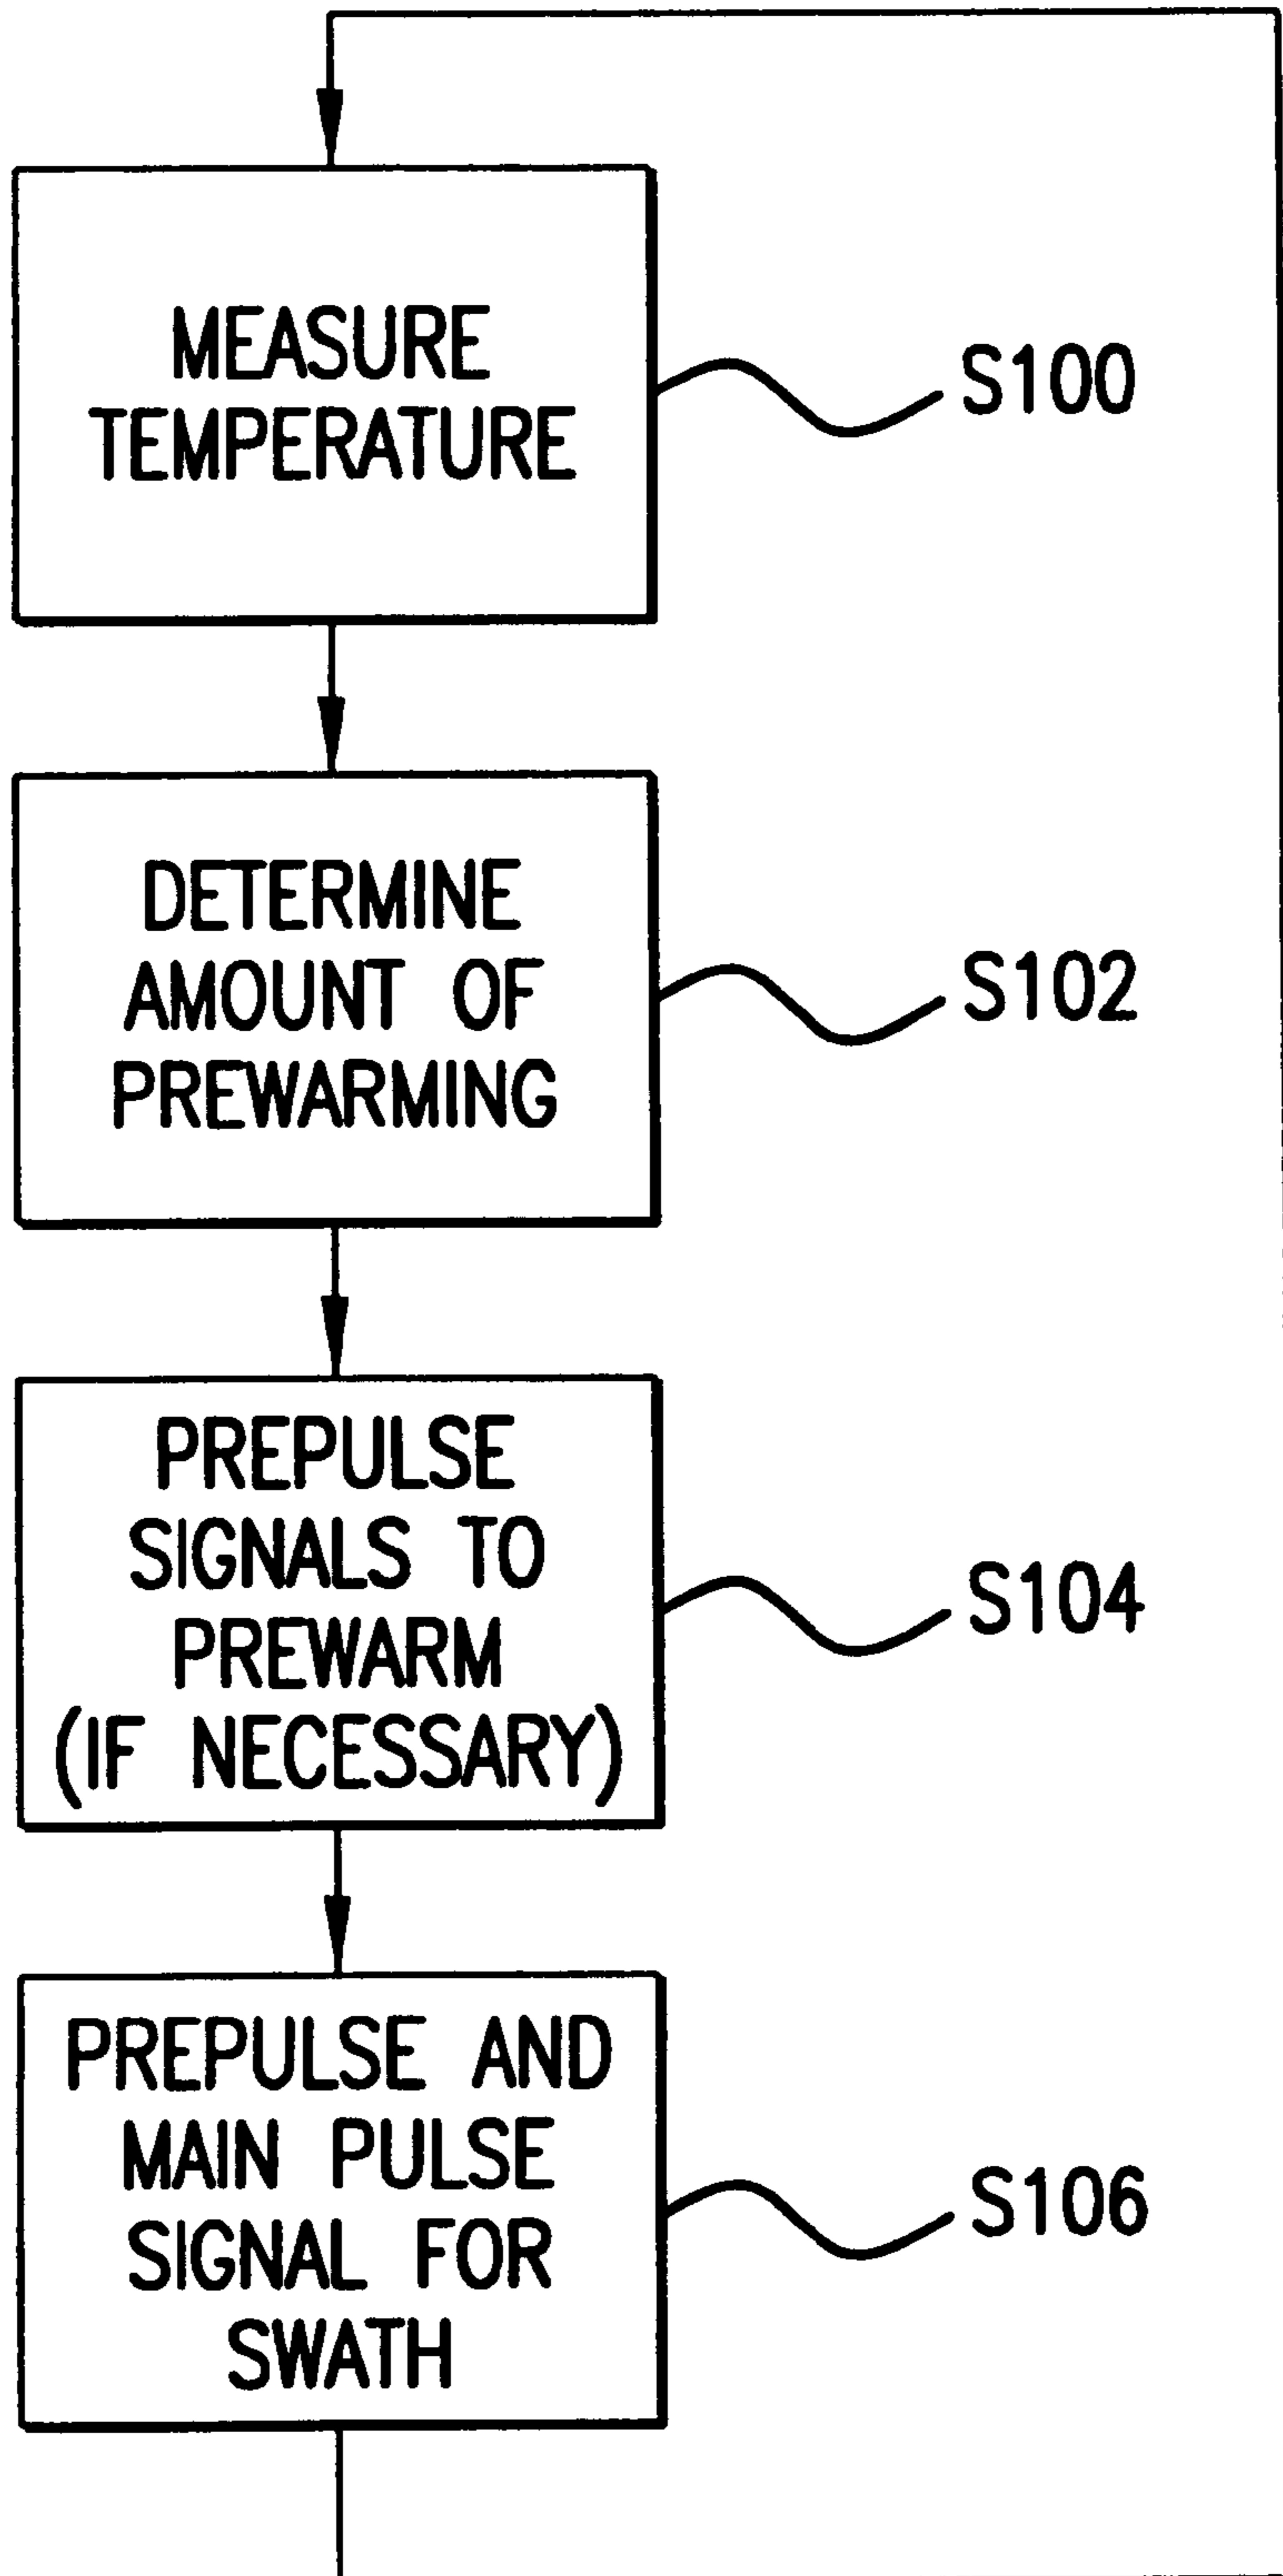 MEASURE
TEMPERATURE
S100
DETERMINE
AMOUNT OF
PREWARMING
S102
PREPULSE
SIGNALS TO
PREWARM
(IF NECESSARY)
S104
PREPULSE AND
MAIN PULSE
SIGNAL FOR
SWATH
S106